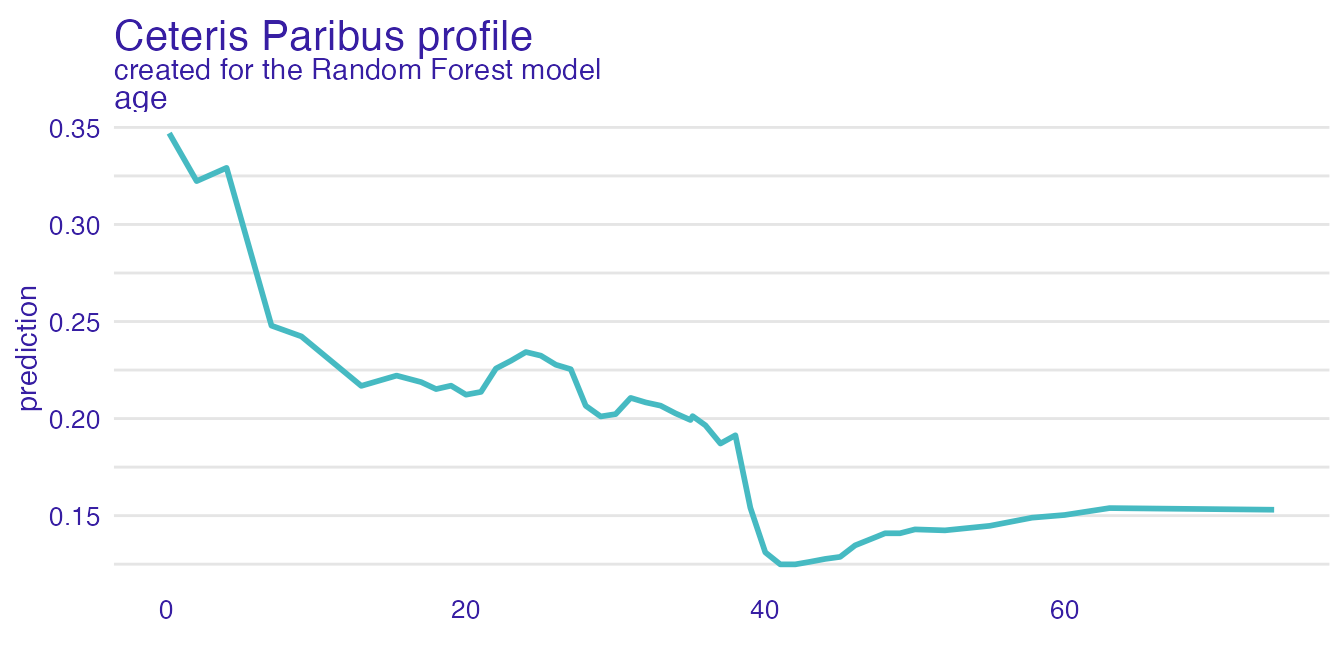 Ceteris Paribus profile
created for the Random Forest model
age
0.35
0.30
0.25
0.20
0.15
prediction
0 20 40 60